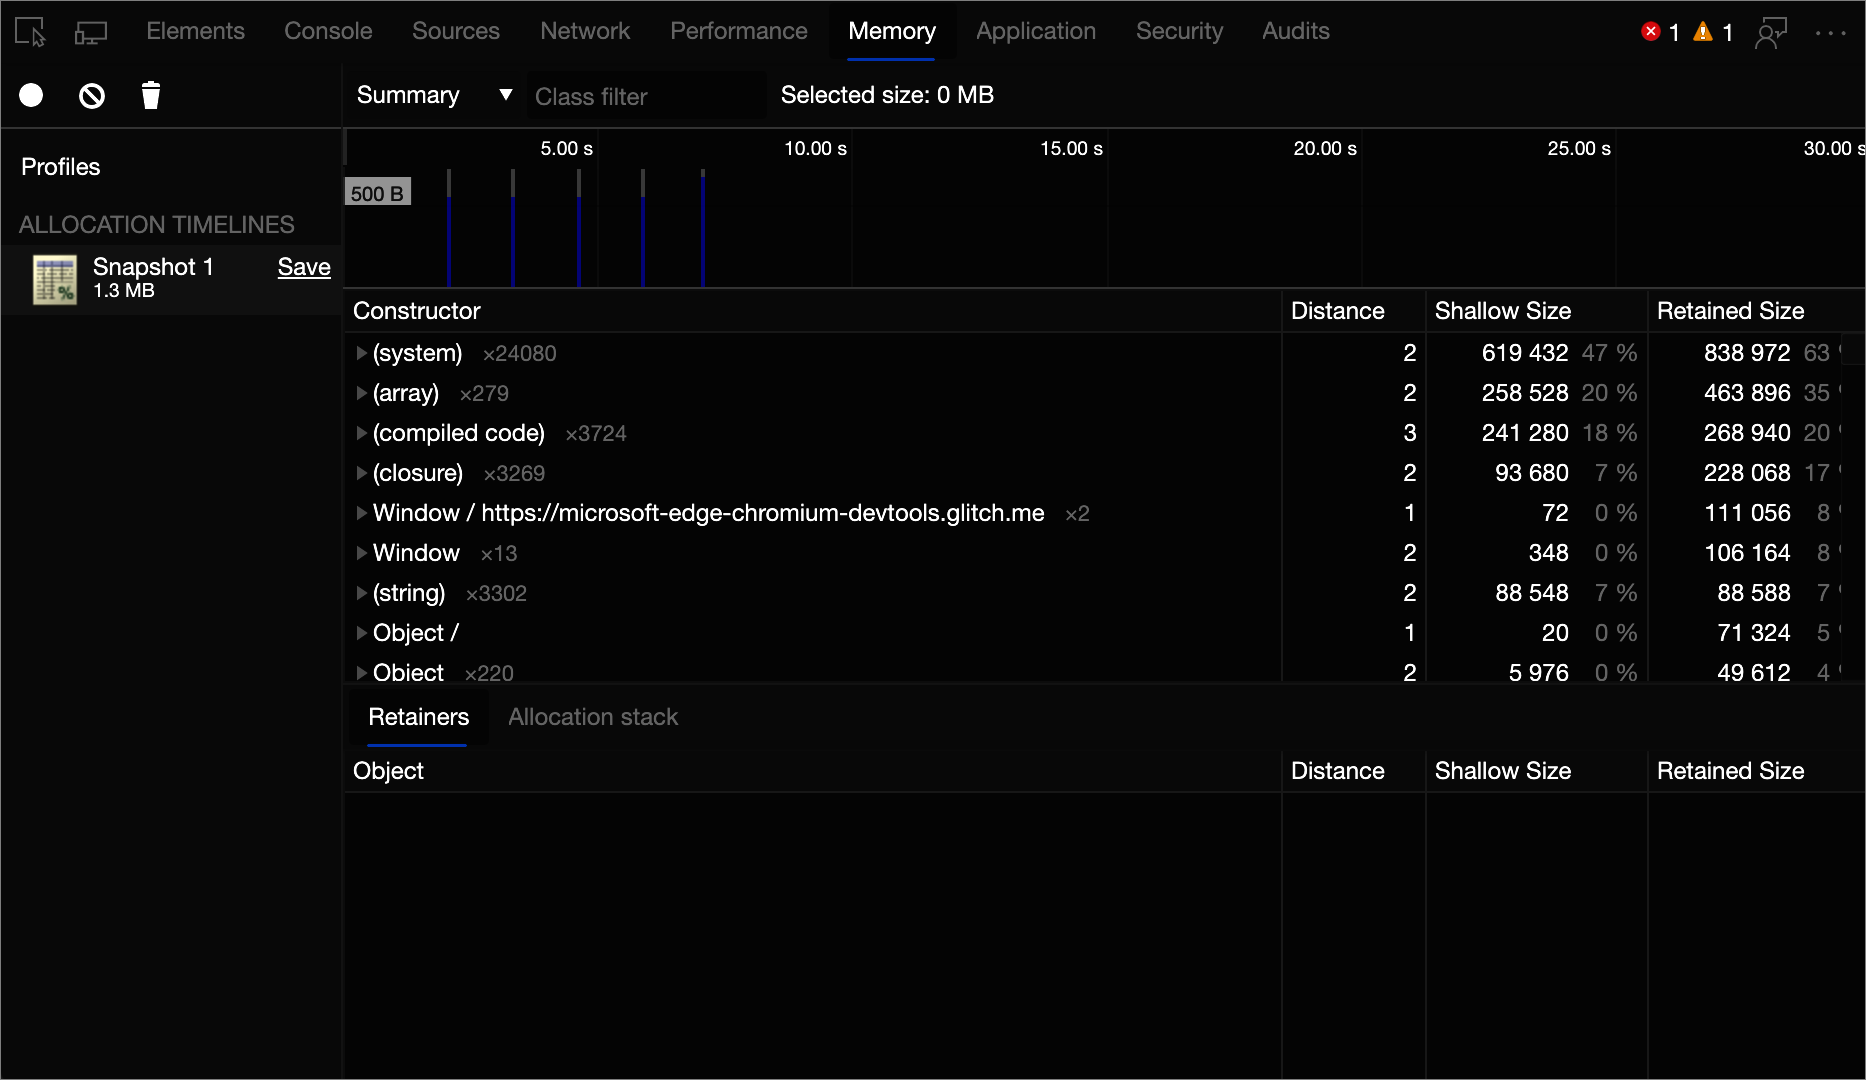 Elements Console Sources Network Performance Memory Application Security Audits 1 1
Summary Class filter Selected size: 0 MB
Profiles
ALLOCATION TIMELINES
Snapshot 1 Save
1.3 MB
5.00 s 10.00 s 15.00 s 20.00 s 25.00 s 30.00 s
500 B
Constructor Distance Shallow Size Retained Size
(system) ×24080 2 619 432 47 % 838 972 63
(array) ×279 2 258 528 20 % 463 896 35
(compiled code) ×3724 3 241 280 18 % 268 940 20
(closure) ×3269 2 93 680 7 % 228 068 17
Window / https://microsoft-edge-chromium-devtools.glitch.me ×2 1 72 0 % 111 056 8
Window ×13 2 348 0 % 106 164 8
(string) ×3302 2 88 548 7 % 88 588 7
Object / 1 20 0 % 71 324 5
Object ×220 2 5 976 0 % 49 612 4
Retainers Allocation stack
Object Distance Shallow Size Retained Size